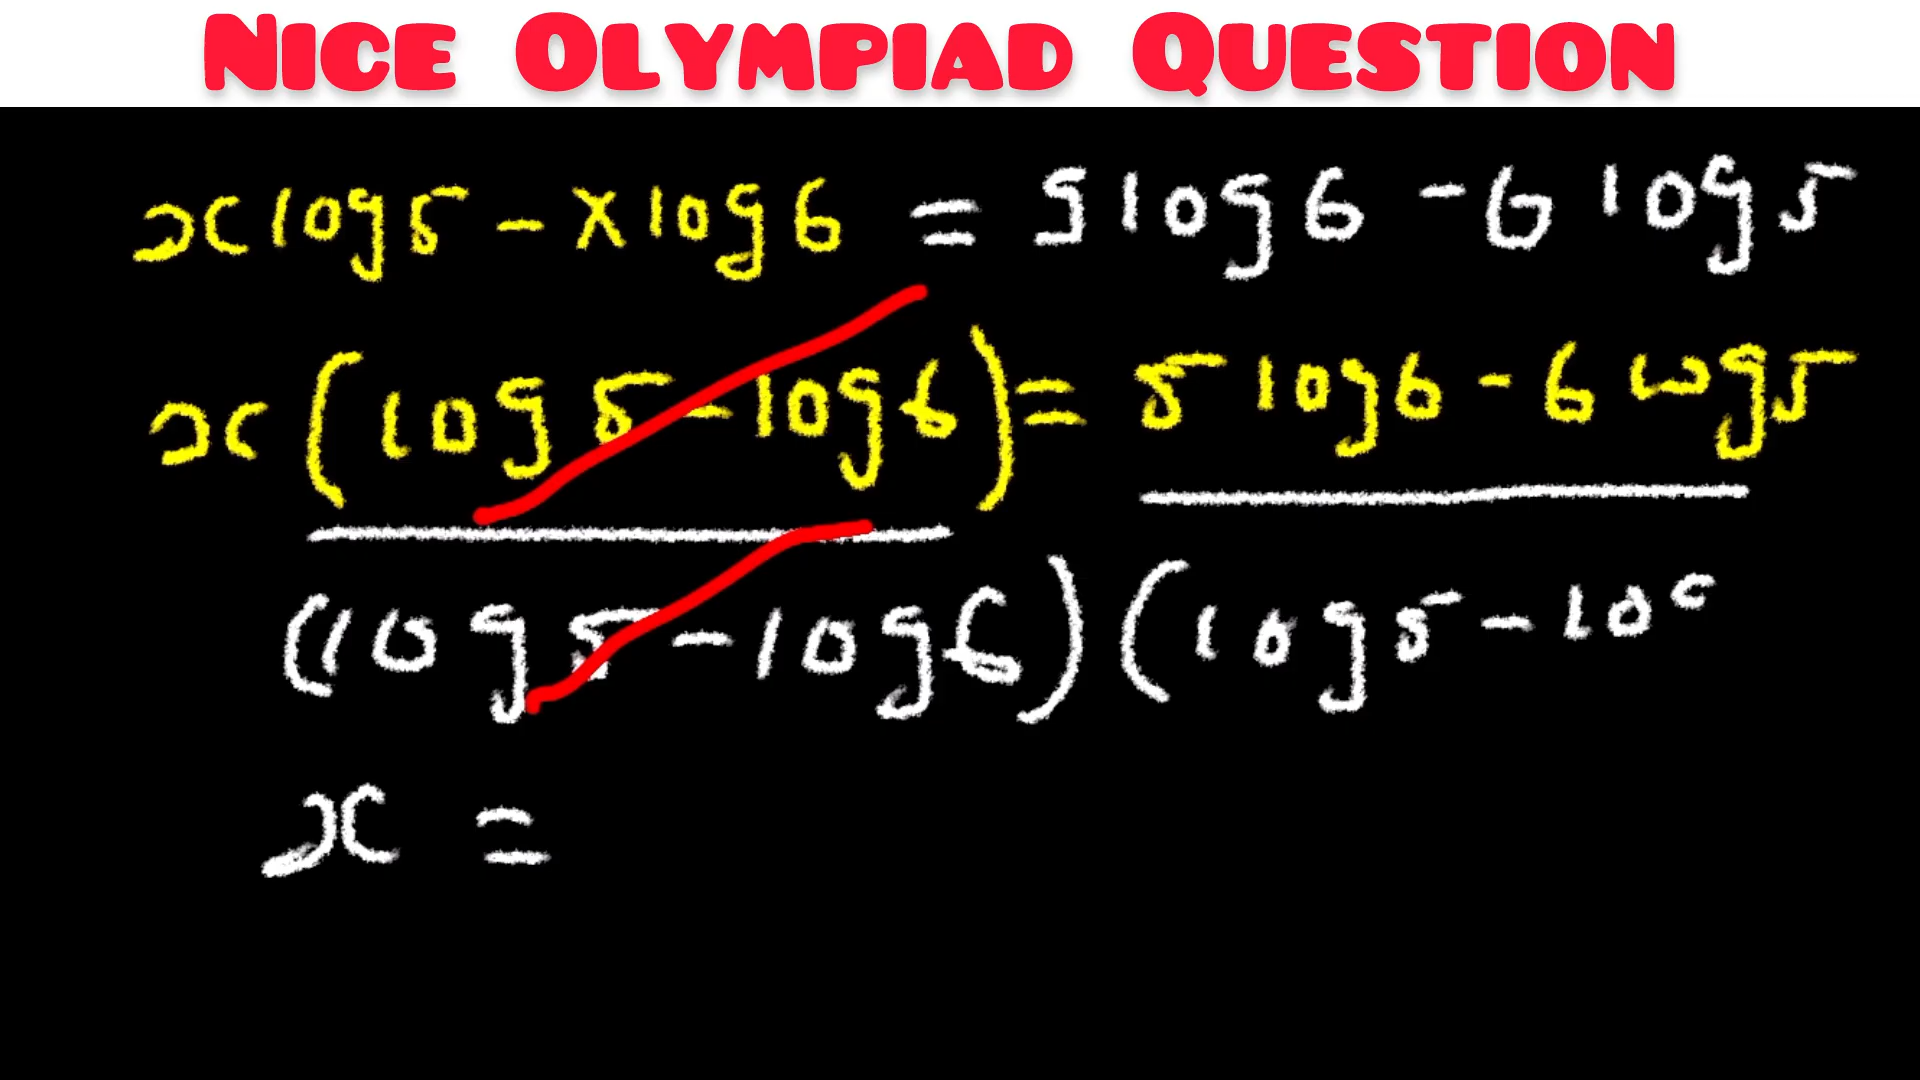 NICE OLYMPIAD QUESTION
xlog5 - xlog6 = 5log6 - 6log5
x(log5-log6) = 5log6-6log5
(log5-log6) (log5-lo
x =